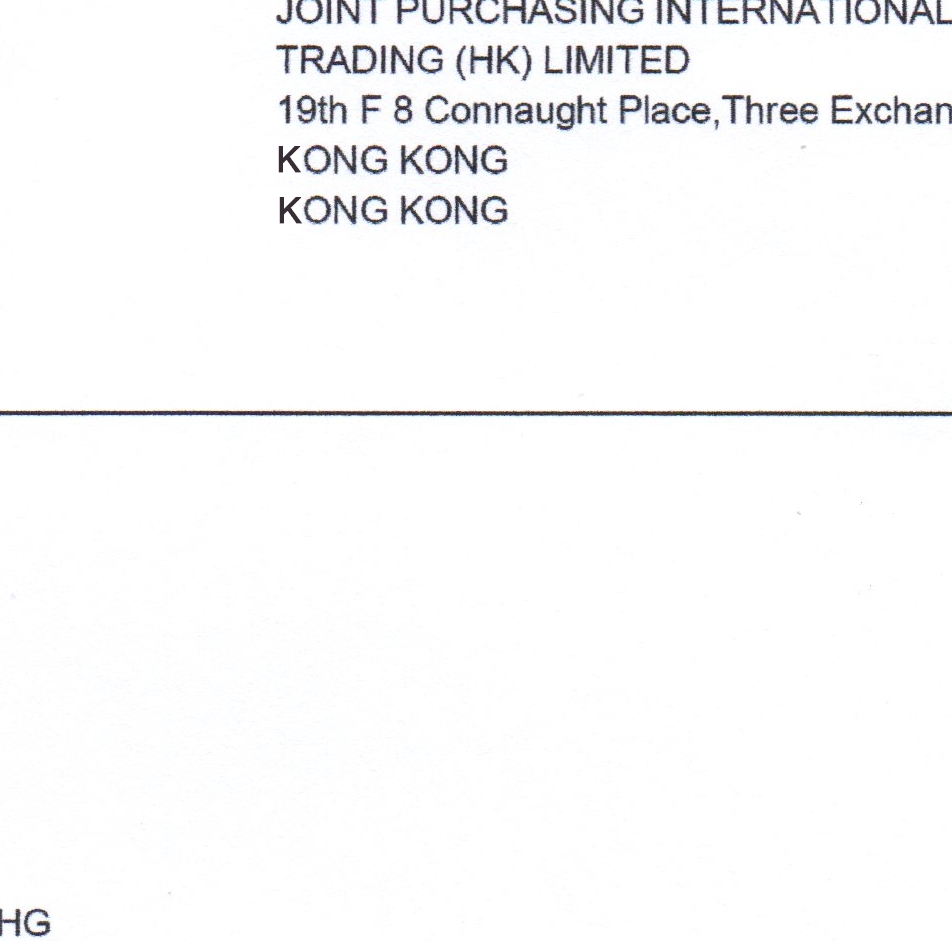 JOINT PURCHASING INTERNATIONAL
TRADING (HK) LIMITED
19th F 8 Connaught Place,Three Exchan
KONG KONG
KONG KONG
HG